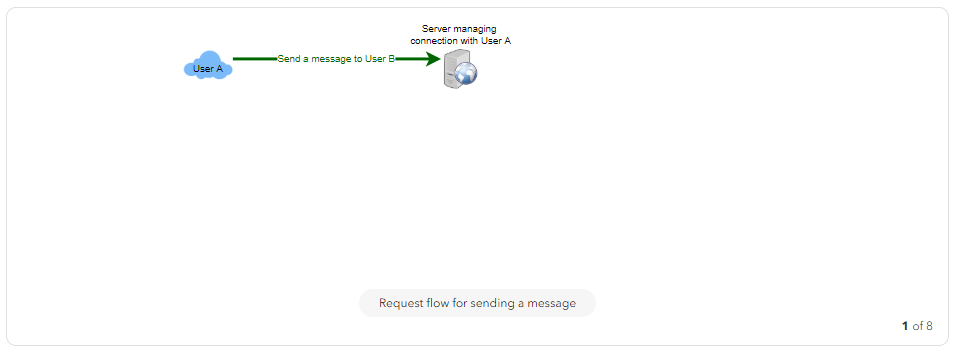 Server managing
connection with User A
User A
Send a message to User B
Request flow for sending a message
1 of 8